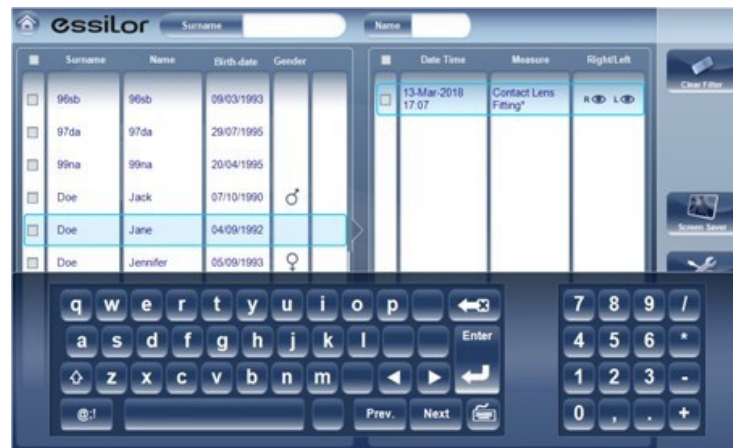 essilor Surname Name
Surname Name Birth-date Gender
Date Time Measure Right/Left
96sb 96sb 09/03/1993
97da 97da 29/07/1995
99na 99na 20/04/1995
Doe Jack 07/10/1990 ♂
Doe Jane 04/09/1992
Doe Jennifer 05/09/1993 ♀
13-Mar-2018 Contact Lens R L
17:07 Fitting*
Clear Filter
Screen Saver
q w e r t y u i o p
a s d f g h j k l Enter
z x c v b n m
@;! Prev. Next
7 8 9 /
4 5 6 *
1 2 3 -
0 , . +